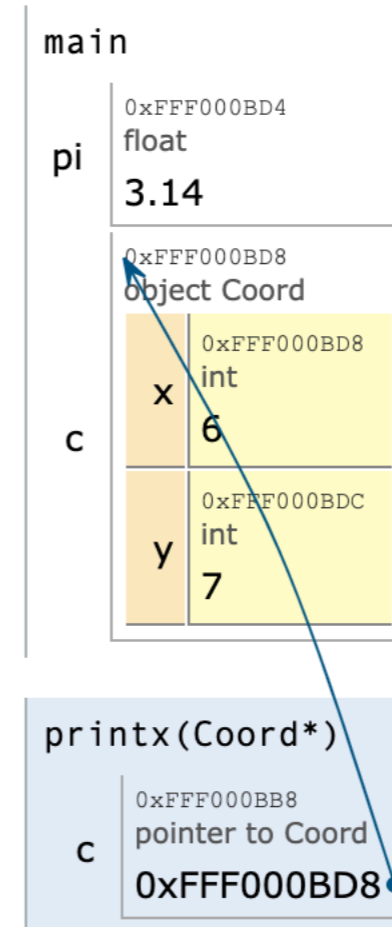 main
pi
0xFFF000BD4
float
3.14
c
0xFFF000BD8
object Coord
x
0xFFF000BD8
int
6
y
0xFFF000BDC
int
7
printx(Coord*)
c
0xFFF000BB8
pointer to Coord
0xFFF000BD8